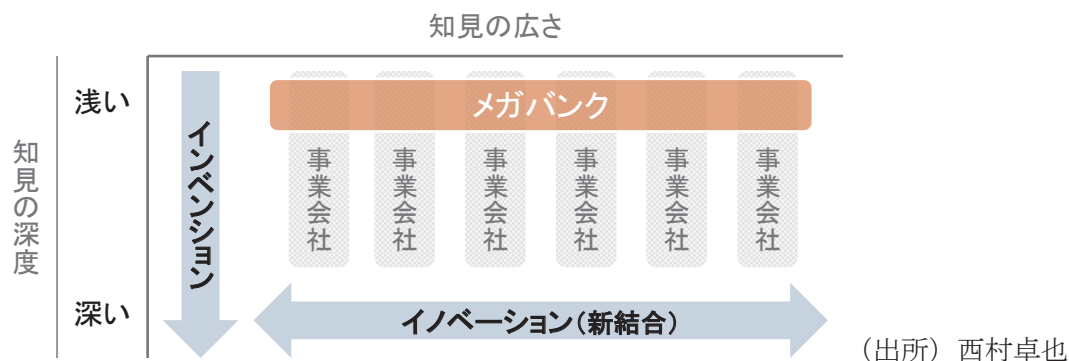 知見の広さ
知見の深度
浅い
深い
インベンション
メガバンク
事業会社
事業会社
事業会社
事業会社
事業会社
事業会社
イノベーション（新結合）
（出所）西村卓也